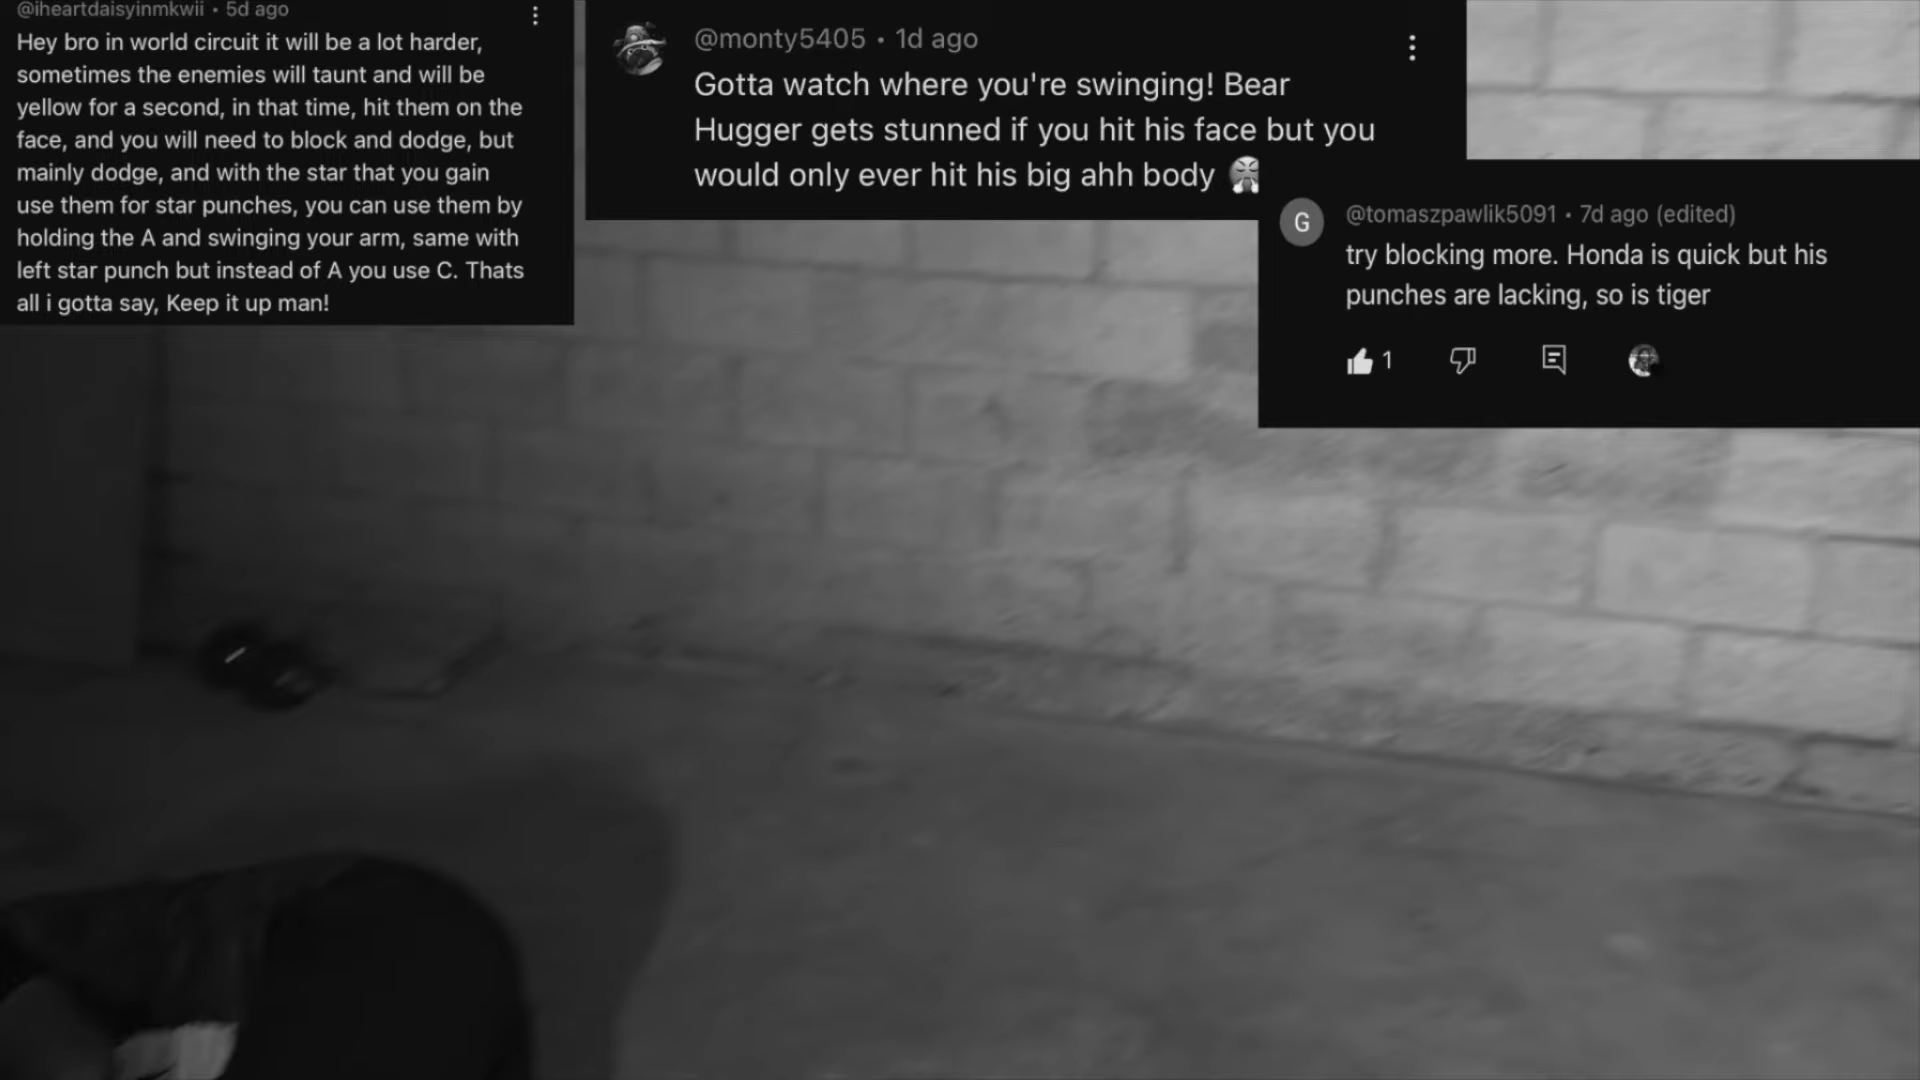 @iheartdaisyinmkwii • 5d ago
Hey bro in world circuit it will be a lot harder,
sometimes the enemies will taunt and will be
yellow for a second, in that time, hit them on the
face, and you will need to block and dodge, but
mainly dodge, and with the star that you gain
use them for star punches, you can use them by
holding the A and swinging your arm, same with
left star punch but instead of A you use C. Thats
all i gotta say, Keep it up man!
@monty5405 • 1d ago
Gotta watch where you're swinging! Bear
Hugger gets stunned if you hit his face but you
would only ever hit his big ahh body 😤
G
@tomaszpawlik5091 • 7d ago (edited)
try blocking more. Honda is quick but his
punches are lacking, so is tiger
1